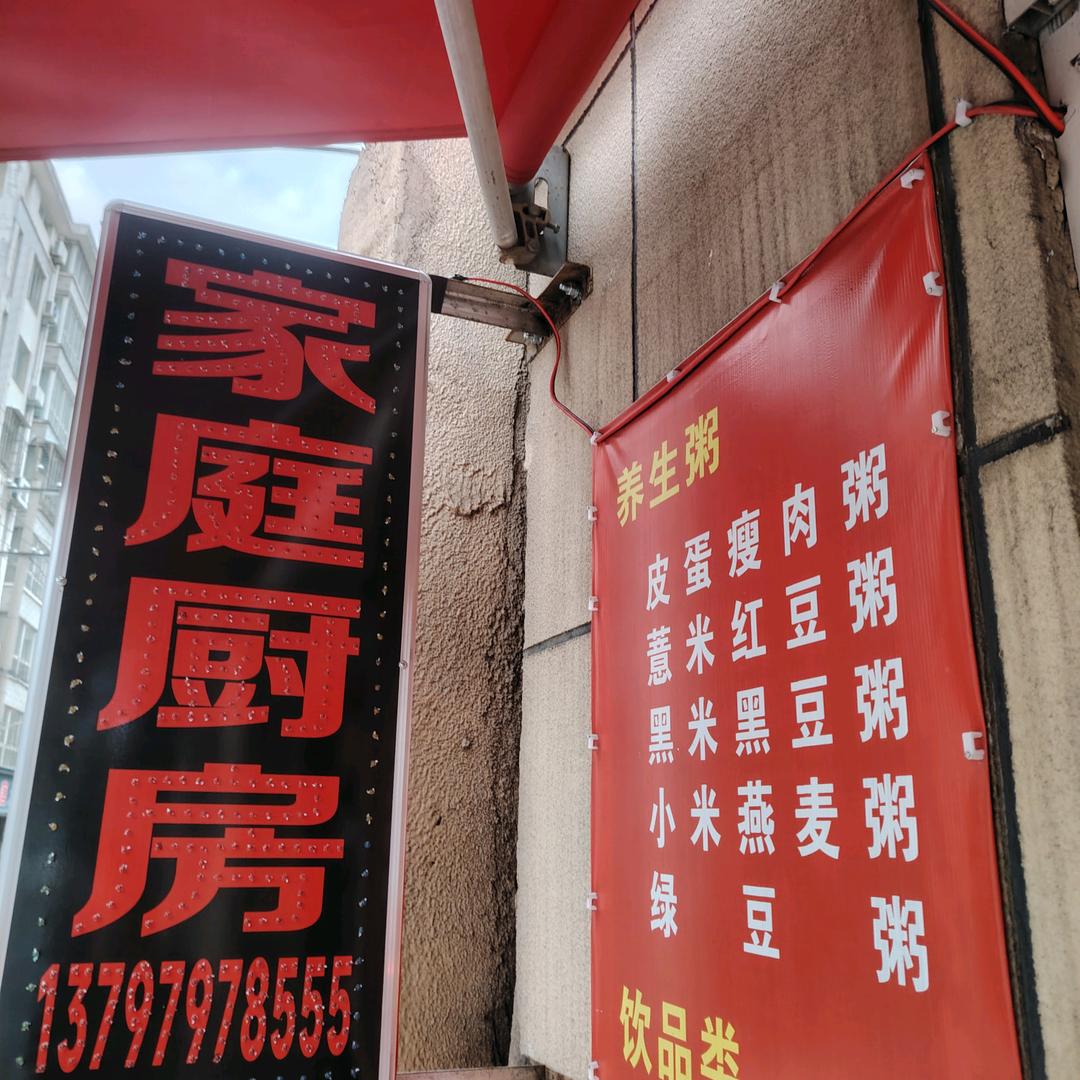 家庭厨房
13797978555
养生粥
皮蛋瘦肉粥
薏米红豆粥
黑米黑豆粥
小米燕麦粥
绿豆粥
饮品类